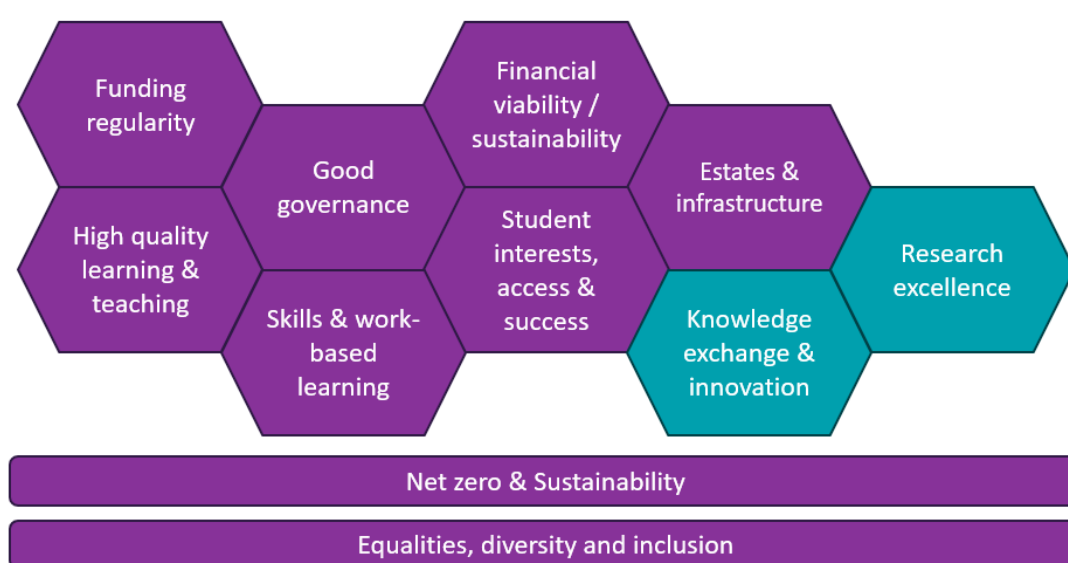 Funding
regularity
Financial
viability /
sustainability
Good
governance
Estates &
infrastructure
High quality
learning &
teaching
Student
interests,
access &
success
Research
excellence
Skills & work-
based
learning
Knowledge
exchange &
innovation
Net zero & Sustainability
Equalities, diversity and inclusion